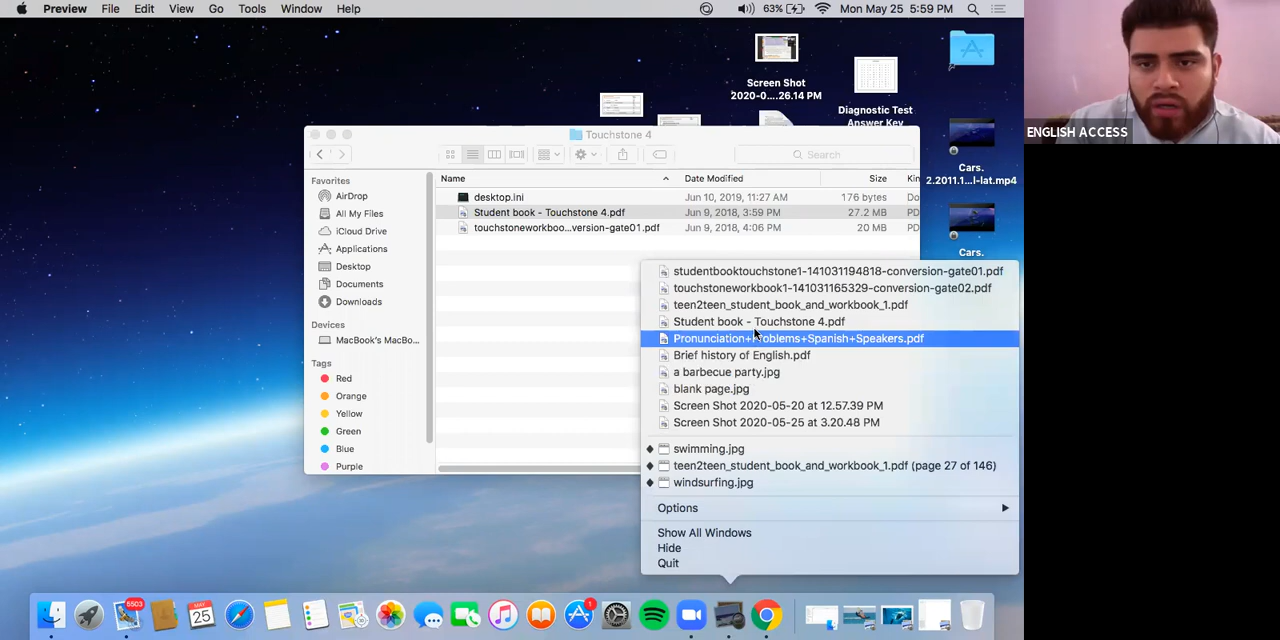 Preview File Edit View Go Tools Window Help 63% Mon May 25 5:59 PM
Screen Shot
2020-0....26.14 PM
Diagnostic Test
Answer Key
Cars.
2.2011.1...l-lat.mp4
Cars.
ENGLISH ACCESS
Touchstone 4
Search
Favorites
AirDrop
All My Files
iCloud Drive
Applications
Desktop
Documents
Downloads
Devices
MacBook's MacBo...
Tags
Red
Orange
Yellow
Green
Blue
Purple
Name Date Modified Size Kin
desktop.ini Jun 10, 2019, 11:27 AM 176 bytes Do
Student book - Touchstone 4.pdf Jun 9, 2018, 3:59 PM 27.2 MB PD
touchstoneworkboo...version-gate01.pdf Jun 9, 2018, 4:06 PM 20 MB PD
studentbooktouchstone1-141031194818-conversion-gate01.pdf
touchstoneworkbook1-141031165329-conversion-gate02.pdf
teen2teen_student_book_and_workbook_1.pdf
Student book - Touchstone 4.pdf
Pronunciation+Problems+Spanish+Speakers.pdf
Brief history of English.pdf
a barbecue party.jpg
blank page.jpg
Screen Shot 2020-05-20 at 12.57.39 PM
Screen Shot 2020-05-25 at 3.20.48 PM
swimming.jpg
teen2teen_student_book_and_workbook_1.pdf (page 27 of 146)
windsurfing.jpg
Options
Show All Windows
Hide
Quit
5503
MAY
25
1